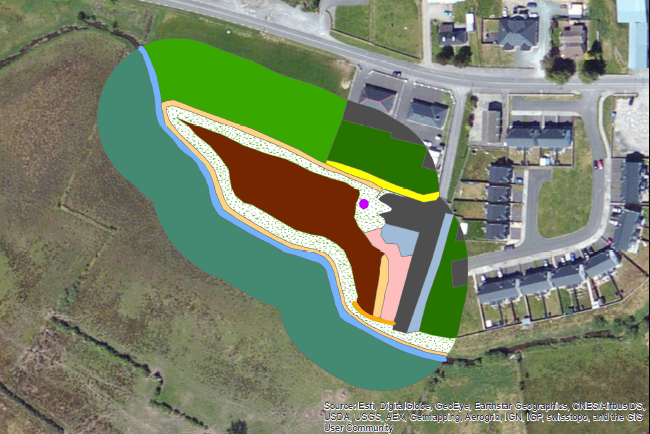 Source: Esri, DigitalGlobe, GeoEye, Earthstar Geographics, CNES/Airbus DS,
USDA, USGS, AEX, Getmapping, Aerogrid, IGN, IGP, swisstopo, and the GIS
User Community